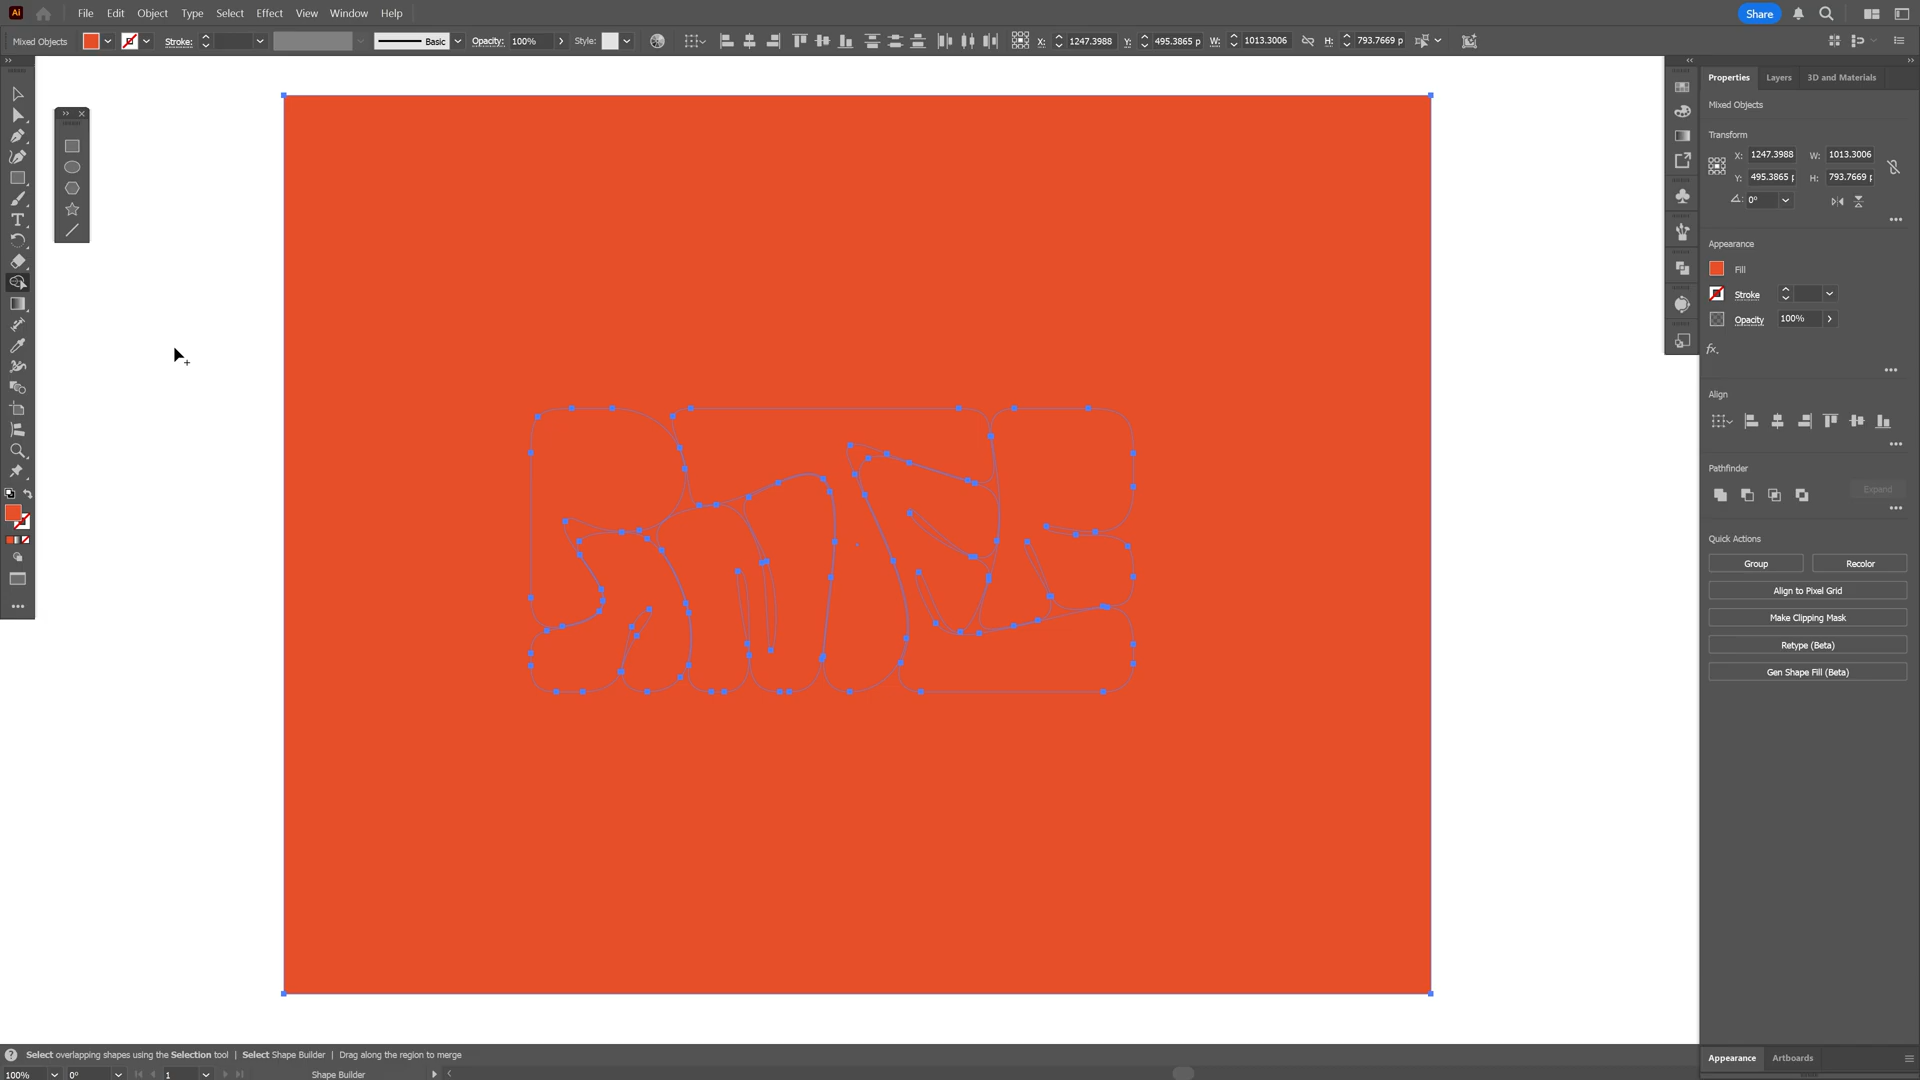 Ai File Edit Object Type Select Effect View Window Help Share
Mixed Objects Stroke: Basic Opacity: 100% Style: X: 1247.3988 Y: 495.3865 p W: 1013.3006 H: 793.7669 p
Properties Layers 3D and Materials
Mixed Objects
Transform
X: 1247.3988 W: 1013.3006
Y: 495.3865 p H: 793.7669 p
0°
Appearance
Fill
Stroke
Opacity 100%
fx.
Align
Pathfinder
Expand
Quick Actions
Group Recolor
Align to Pixel Grid
Make Clipping Mask
Retype (Beta)
Gen Shape Fill (Beta)
Select overlapping shapes using the Selection tool | Select Shape Builder | Drag along the region to merge
Appearance Artboards
100% 0° 1 Shape Builder